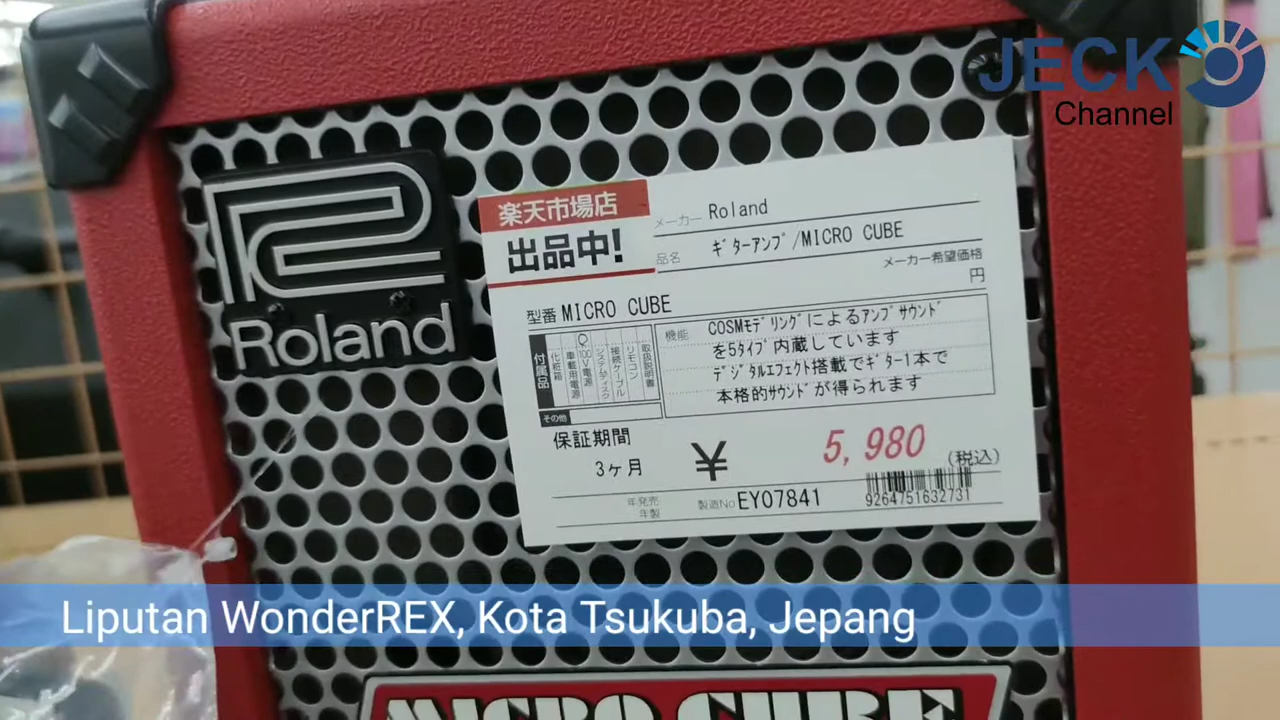 JECK
Channel
Roland
楽天市場店
出品中!
メーカー Roland
品名 ギターアンプ/MICRO CUBE
メーカー希望価格
円
型番 MICRO CUBE
付属品
化粧箱
車載用電源
100V電源
システムディスク
接続ケーブル
リモコン
取扱説明書
その他
機能
COSMモデリングによるアンプサウンド
を5タイプ内蔵しています
デジタルエフェクト搭載でギター1本で
本格的サウンドが得られます
保証期間
3ヶ月
¥ 5,980 (税込)
年発売
年製
製造No EY07841
9264751632731
Liputan WonderREX, Kota Tsukuba, Jepang
MICRO CUBE